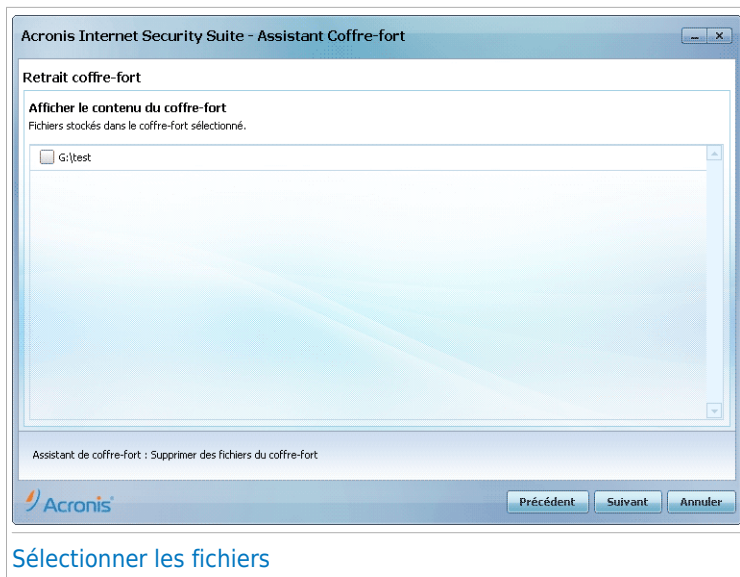 Acronis Internet Security Suite - Assistant Coffre-fort
Retrait coffre-fort
Afficher le contenu du coffre-fort
Fichiers stockés dans le coffre-fort sélectionné.
G:\test
Assistant de coffre-fort : Supprimer des fichiers du coffre-fort
Acronis
Précédent
Suivant
Annuler
Sélectionner les fichiers